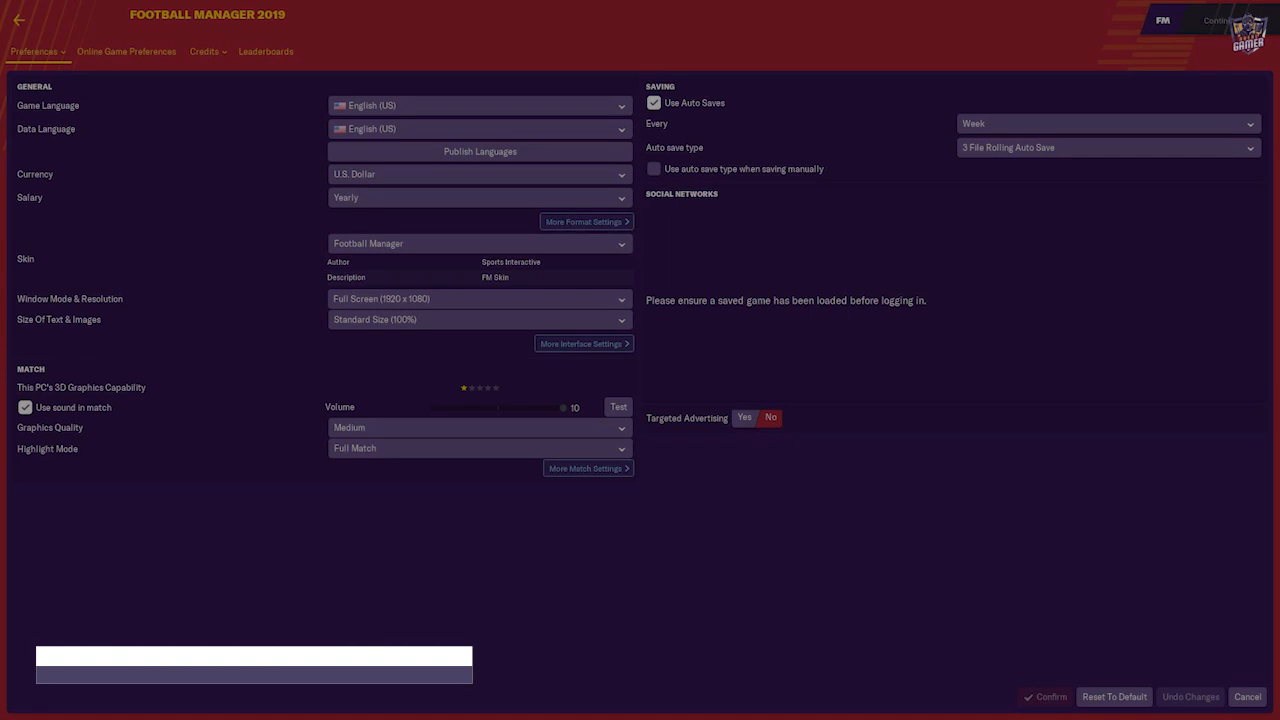 FOOTBALL MANAGER 2019
FM
GAMER
Preferences
Online Game Preferences
Credits
Leaderboards
GENERAL
Game Language
English (US)
Data Language
English (US)
Publish Languages
Currency
U.S. Dollar
Salary
Yearly
More Format Settings
Skin
Football Manager
Author
Sports Interactive
Description
FM Skin
Window Mode & Resolution
Full Screen (1920 x 1080)
Size Of Text & Images
Standard Size (100%)
More Interface Settings
MATCH
This PC's 3D Graphics Capability
Use sound in match
Volume
10
Test
Graphics Quality
Medium
Highlight Mode
Full Match
More Match Settings
SAVING
Use Auto Saves
Every
Week
Auto save type
3 File Rolling Auto Save
Use auto save type when saving manually
SOCIAL NETWORKS
Please ensure a saved game has been loaded before logging in.
Targeted Advertising
Yes
No
Confirm
Reset To Default
Undo Changes
Cancel